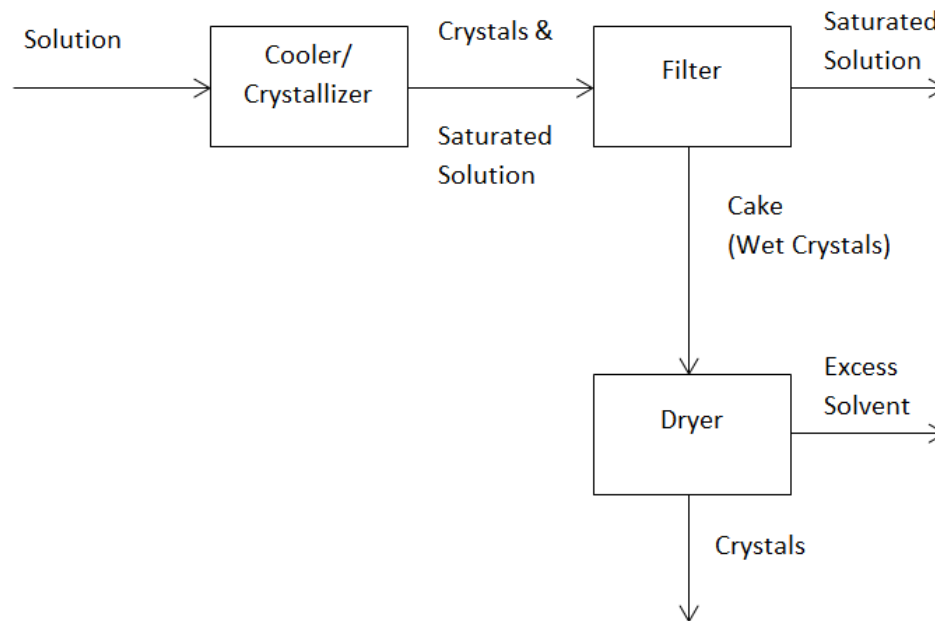 Solution
Cooler/
Crystallizer
Crystals &
Saturated
Solution
Filter
Saturated
Solution
Cake
(Wet Crystals)
Dryer
Excess
Solvent
Crystals